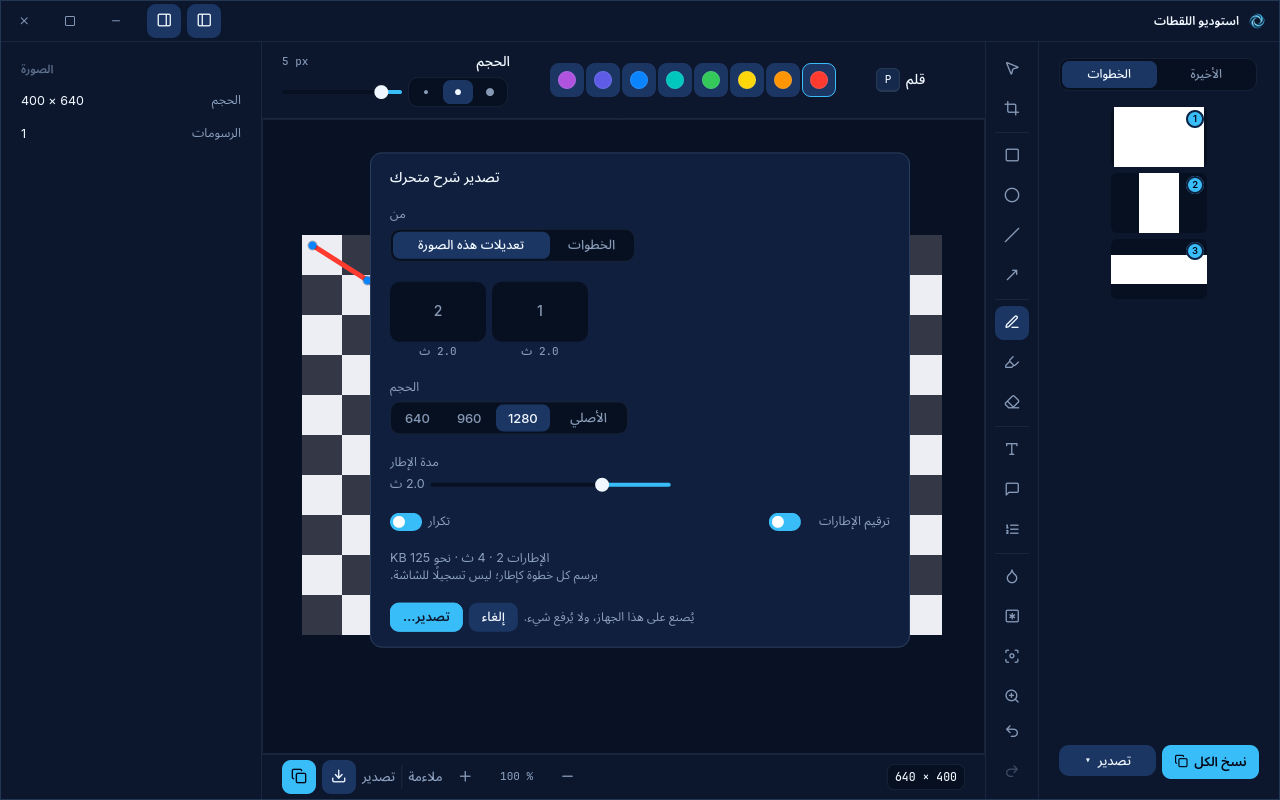 استوديو اللقطات
الأخيرة
الخطوات
1
2
3
نسخ الكل
تصدير
قلم
P
الحجم
5 px
تصدير شرح متحرك
من
الخطوات
تعديلات هذه الصورة
1
2
2.0 ث
2.0 ث
الحجم
الأصلي
1280
960
640
مدة الإطار
2.0 ث
ترقيم الإطارات
تكرار
الإطارات 2 · 4 ث · نحو 125 KB
يرسم كل خطوة كإطار؛ ليس تسجيلًا للشاشة.
يُصنع على هذا الجهاز، ولا يُرفع شيء.
إلغاء
تصدير...
640 × 400
100 %
ملاءمة
تصدير
الصورة
الحجم
640 × 400
الرسومات
1